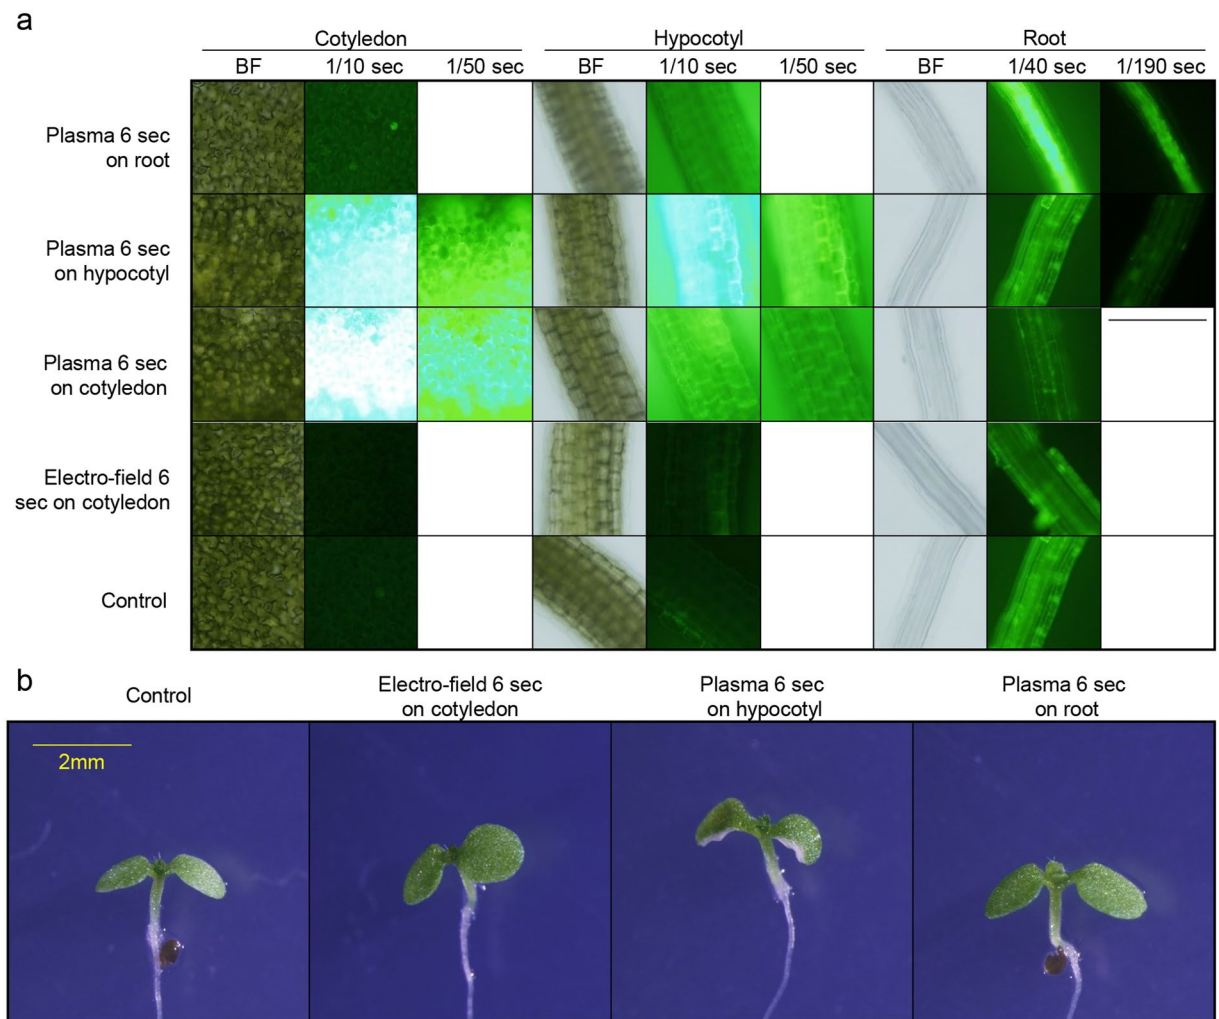 a
Cotyledon Hypocotyl Root
BF 1/10 sec 1/50 sec BF 1/10 sec 1/50 sec BF 1/40 sec 1/190 sec
Plasma 6 sec
on root
Plasma 6 sec
on hypocotyl
Plasma 6 sec
on cotyledon
Electro-field 6
sec on cotyledon
Control
b
Control
Electro-field 6 sec
on cotyledon
Plasma 6 sec
on hypocotyl
Plasma 6 sec
on root
2mm